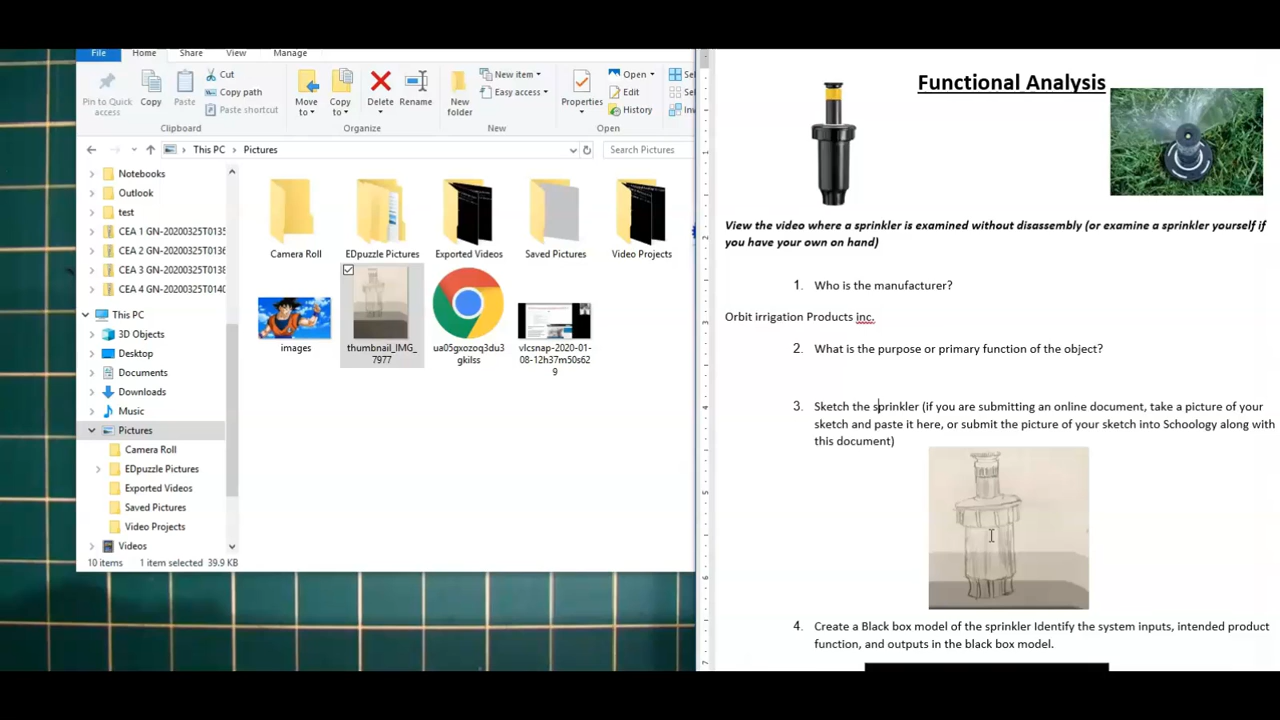 File Home Share View Manage
Pin to Quick access
Copy
Paste
Cut
Copy path
Paste shortcut
Move to
Copy to
Delete
Rename
New folder
New item
Easy access
Properties
Open
Edit
History
Clipboard Organize New Open
This PC Pictures
Search Pictures
Notebooks
Outlook
test
CEA 1 GN-20200325T0135
CEA 2 GN-20200325T0136
CEA 3 GN-20200325T0138
CEA 4 GN-20200325T0140
This PC
3D Objects
Desktop
Documents
Downloads
Music
Pictures
Camera Roll
EDpuzzle Pictures
Exported Videos
Saved Pictures
Video Projects
Videos
Camera Roll EDpuzzle Pictures Exported Videos Saved Pictures Video Projects
images
thumbnail_IMG_
7977
ua05gxozoq3du3
gkilss
vlcsnap-2020-01-
08-12h37m50s62
9
10 items 1 item selected 39.9 KB
Functional Analysis
View the video where a sprinkler is examined without disassembly (or examine a sprinkler yourself if
you have your own on hand)
1. Who is the manufacturer?
Orbit irrigation Products inc.
2. What is the purpose or primary function of the object?
3. Sketch the sprinkler (if you are submitting an online document, take a picture of your
sketch and paste it here, or submit the picture of your sketch into Schoology along with
this document)
4. Create a Black box model of the sprinkler Identify the system inputs, intended product
function, and outputs in the black box model.